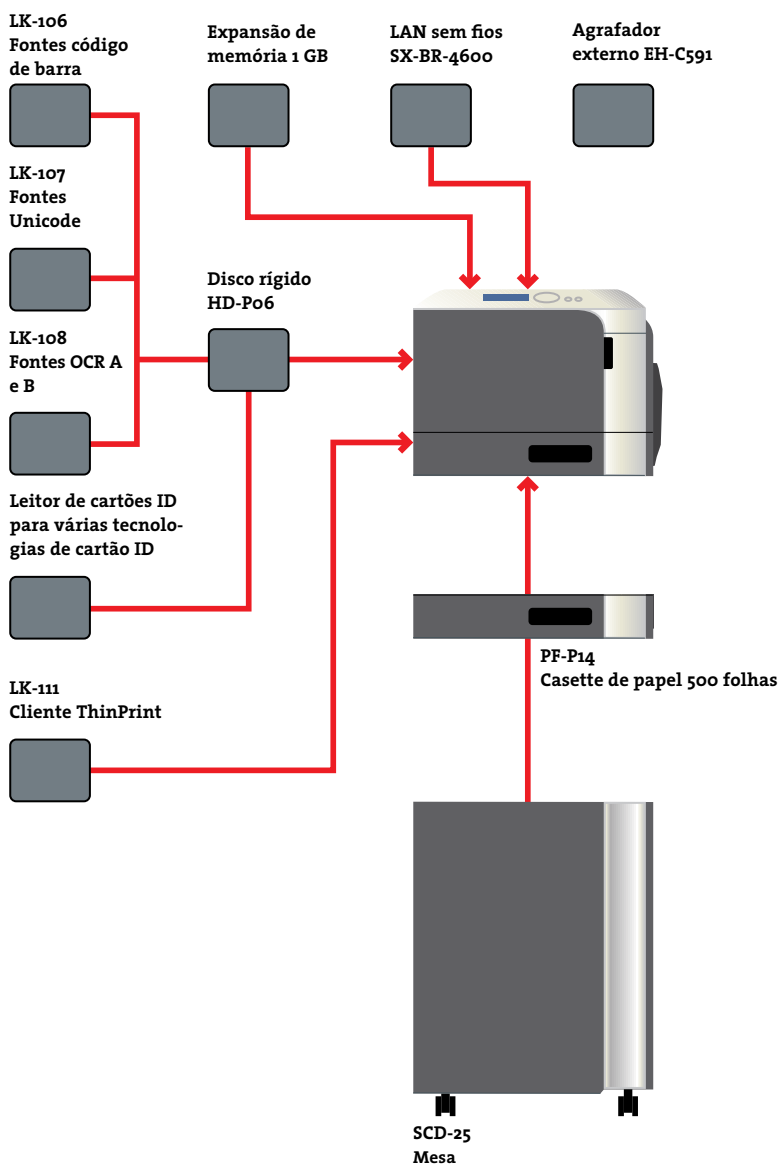 LK-106
Fontes código
de barra
Expansão de
memória 1 GB
LAN sem fios
SX-BR-4600
Agrafador
externo EH-C591
LK-107
Fontes
Unicode
Disco rígido
HD-P06
LK-108
Fontes OCR A
e B
Leitor de cartões ID
para várias tecnolo-
gias de cartão ID
PF-P14
Casette de papel 500 folhas
LK-111
Cliente ThinPrint
SCD-25
Mesa